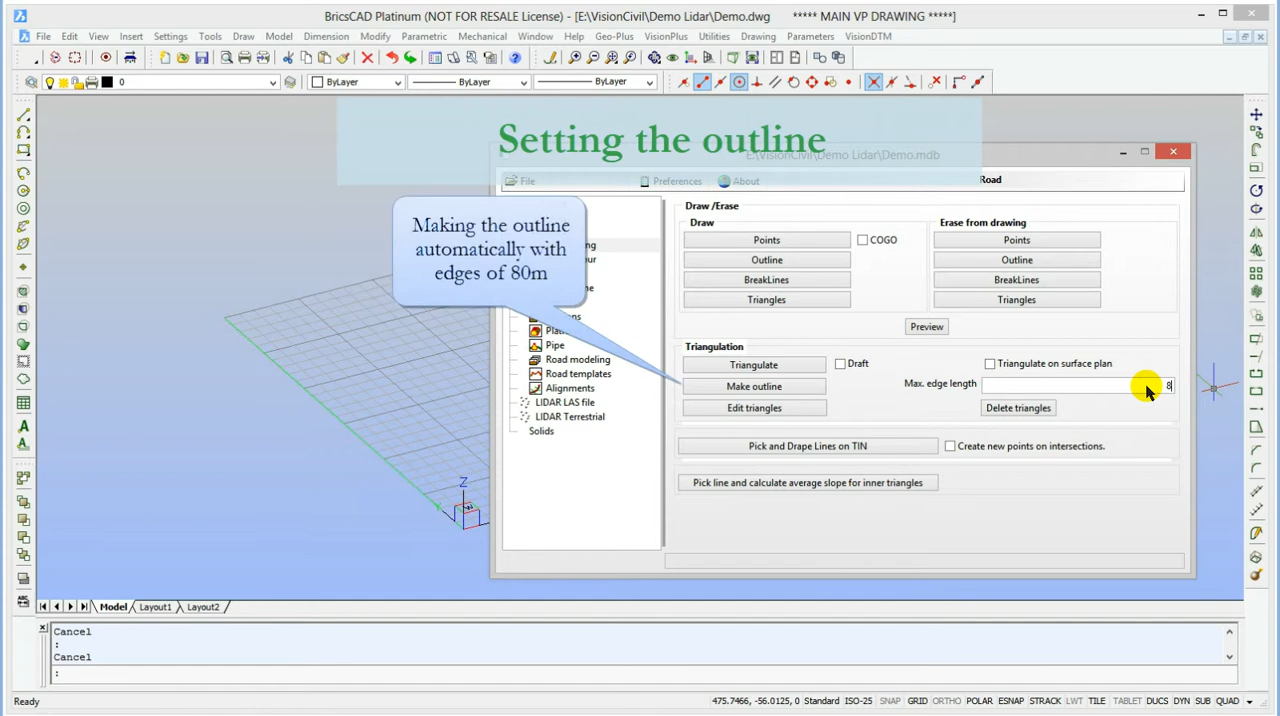 BricsCAD Platinum (NOT FOR RESALE License) - [E:\VisionCivil\Demo Lidar\Demo.dwg ***** MAIN VP DRAWING *****]
File Edit View Insert Settings Tools Draw Model Dimension Modify Parametric Mechanical Window Help Geo-Plus VisionPlus Utilities Drawing Parameters VisionDTM
0 ByLayer ByLayer ByLayer
Setting the outline
E:\VisionCivil\Demo Lidar\Demo.mdb
File Preferences About Road
Making the outline
automatically with
edges of 80m
Pipe
Road modeling
Road templates
Alignments
LIDAR LAS file
LIDAR Terrestrial
Solids
Draw /Erase
Draw Erase from drawing
Points COGO Points
Outline Outline
BreakLines BreakLines
Triangles Triangles
Preview
Triangulation
Triangulate Draft Triangulate on surface plan
Make outline Max. edge length 8
Edit triangles Delete triangles
Pick and Drape Lines on TIN Create new points on intersections.
Pick line and calculate average slope for inner triangles
Z
Model Layout1 Layout2
Cancel
:
Cancel
:
Ready 475.7466, -56.0125, 0 Standard ISO-25 SNAP GRID ORTHO POLAR ESNAP STRACK LWT TILE TABLET DUCS DYN SUB QUAD